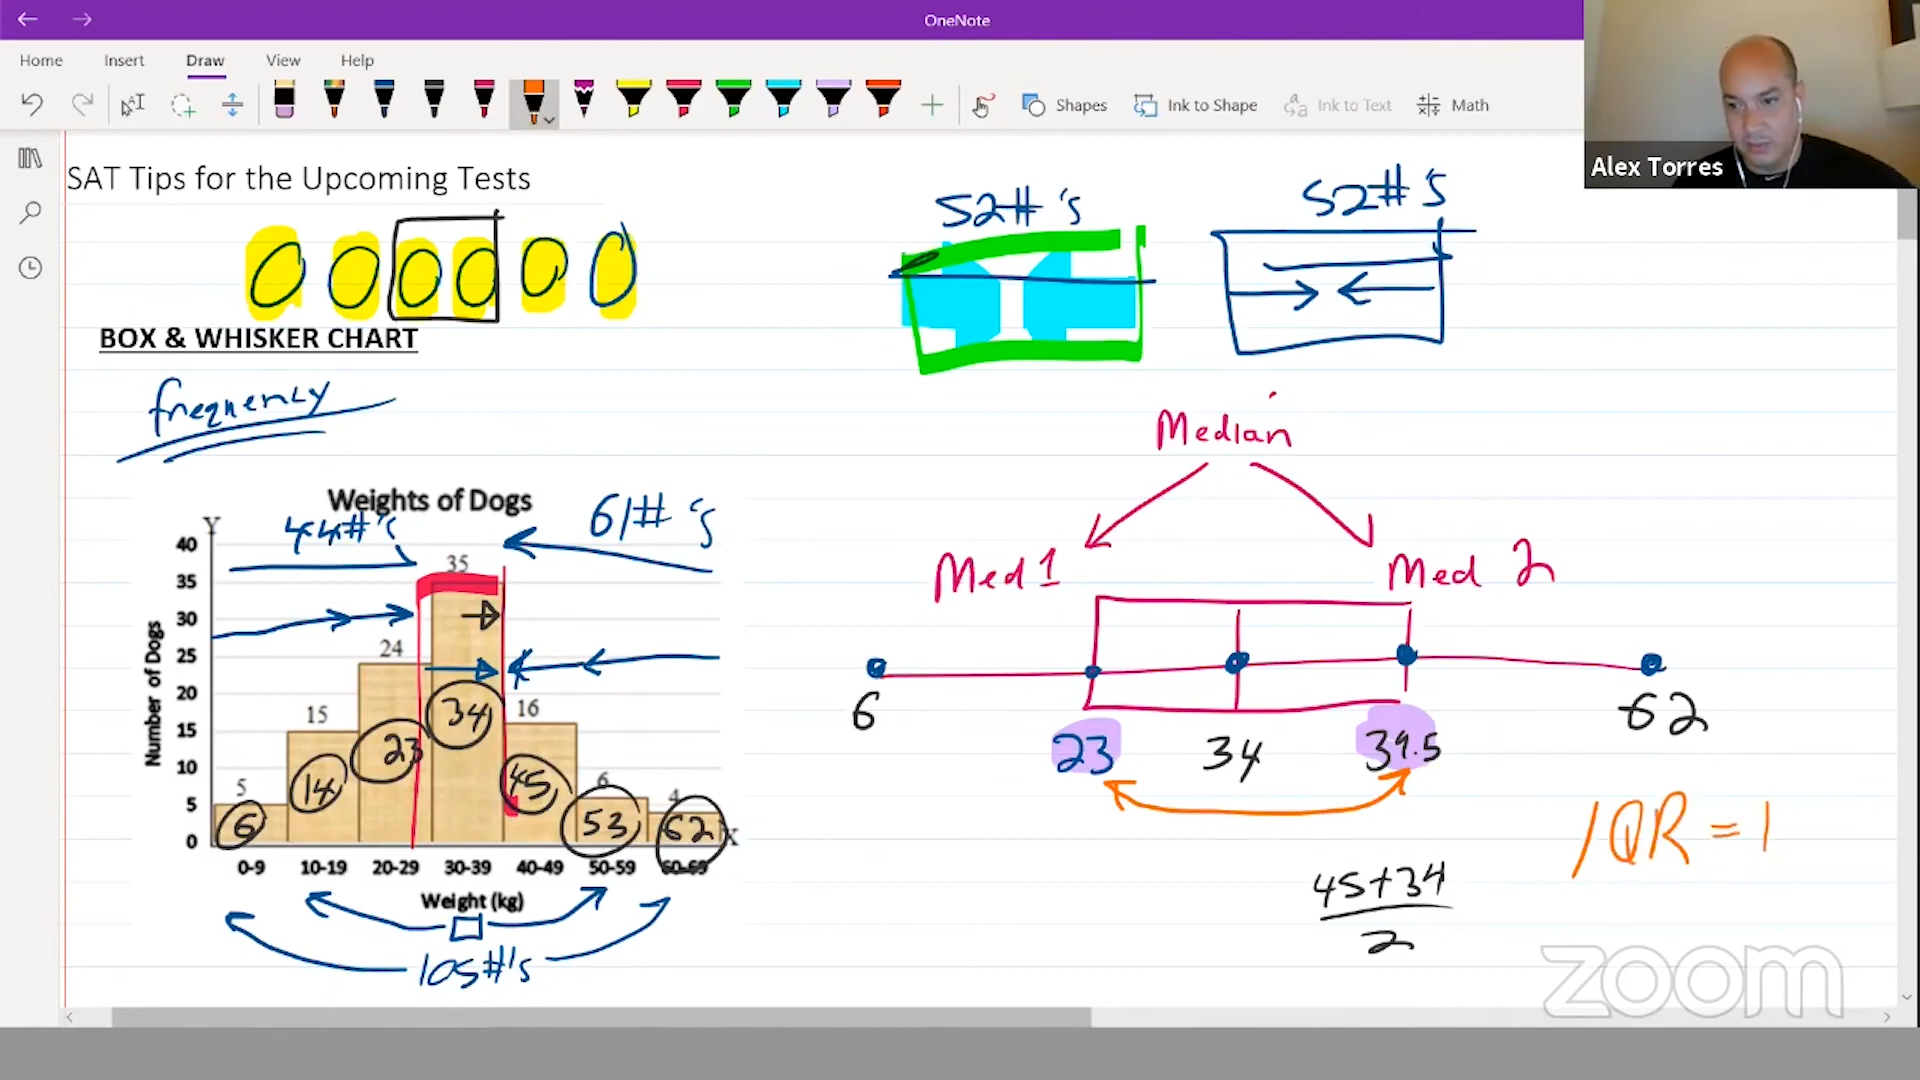 OneNote
Home Insert Draw View Help
Shapes Ink to Shape Ink to Text Math
Alex Torres
SAT Tips for the Upcoming Tests
52#'s
52#'s
BOX & WHISKER CHART
frequency
Median
Med 1
Med 2
Weights of Dogs
44#'s
61#'s
Y
40
35
30
25
20
15
10
5
0
Number of Dogs
5
15
24
35
16
6
4
6
14
23
34
45
53
62
X
0-9 10-19 20-29 30-39 40-49 50-59 60-69
Weight (kg)
105#'s
6
23
34
39.5
62
45+34
2
IQR = 1
zoom